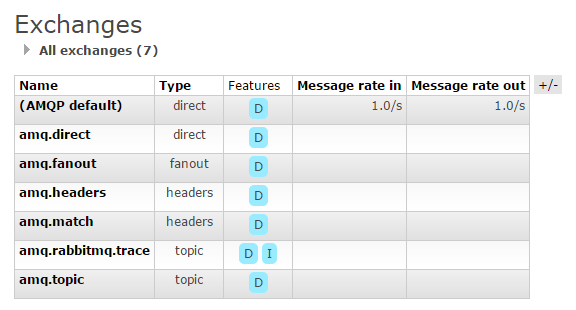 Exchanges
All exchanges (7)
Name Type Features Message rate in Message rate out +/-
(AMQP default) direct D 1.0/s 1.0/s
amq.direct direct D
amq.fanout fanout D
amq.headers headers D
amq.match headers D
amq.rabbitmq.trace topic D I
amq.topic topic D